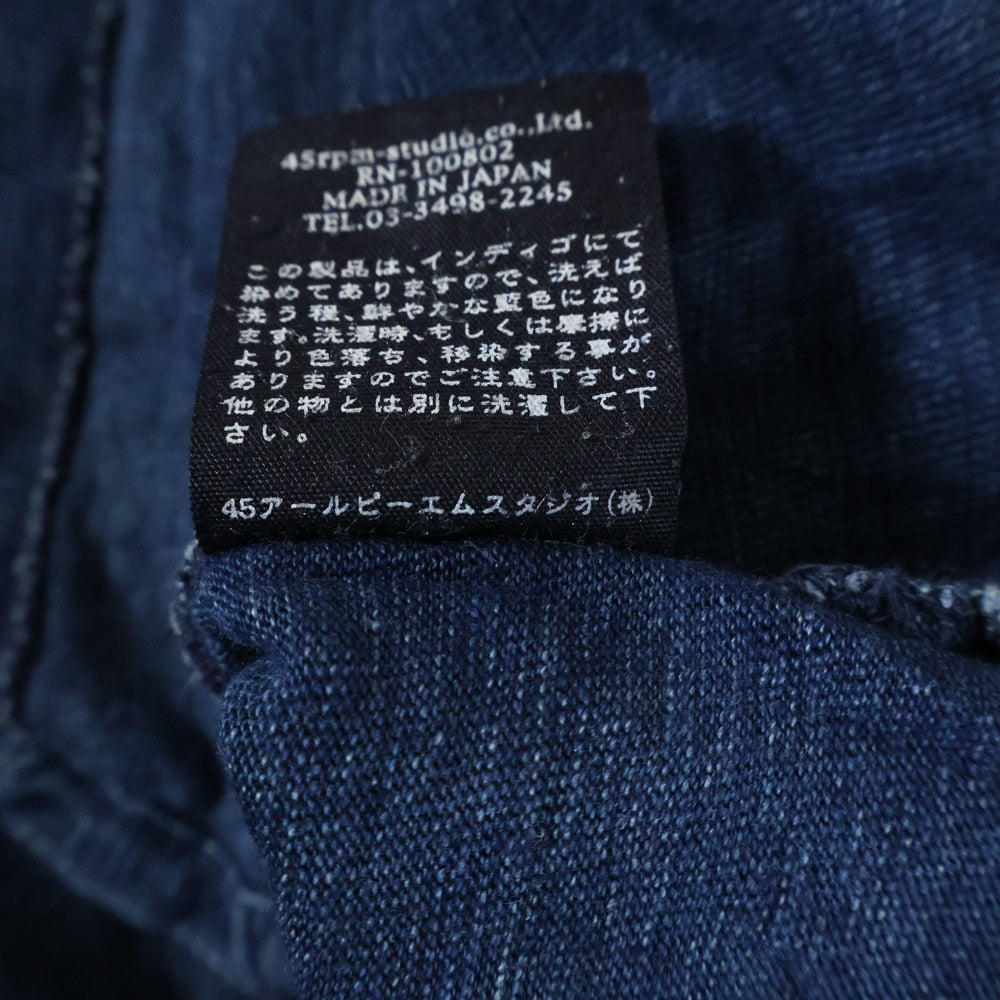 45rpm-studio.co.,Ltd.
RN-100802
MADE IN JAPAN
TEL.03-3498-2245
この製品は、インディゴにて
染めてありますので、洗えば
洗う程、鮮やかな藍色になり
ます。洗濯時、もしくは摩擦に
より色落ち、移染する事が
ありますのでご注意下さい。
他の物とは別に洗濯して下
さい。
45アールピーエムスタジオ(株)